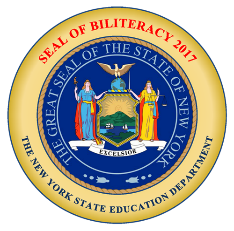 SEAL OF BILITERACY 2017
THE GREAT SEAL OF THE STATE OF NEW YORK
EXCELSIOR
THE NEW YORK STATE EDUCATION DEPARTMENT